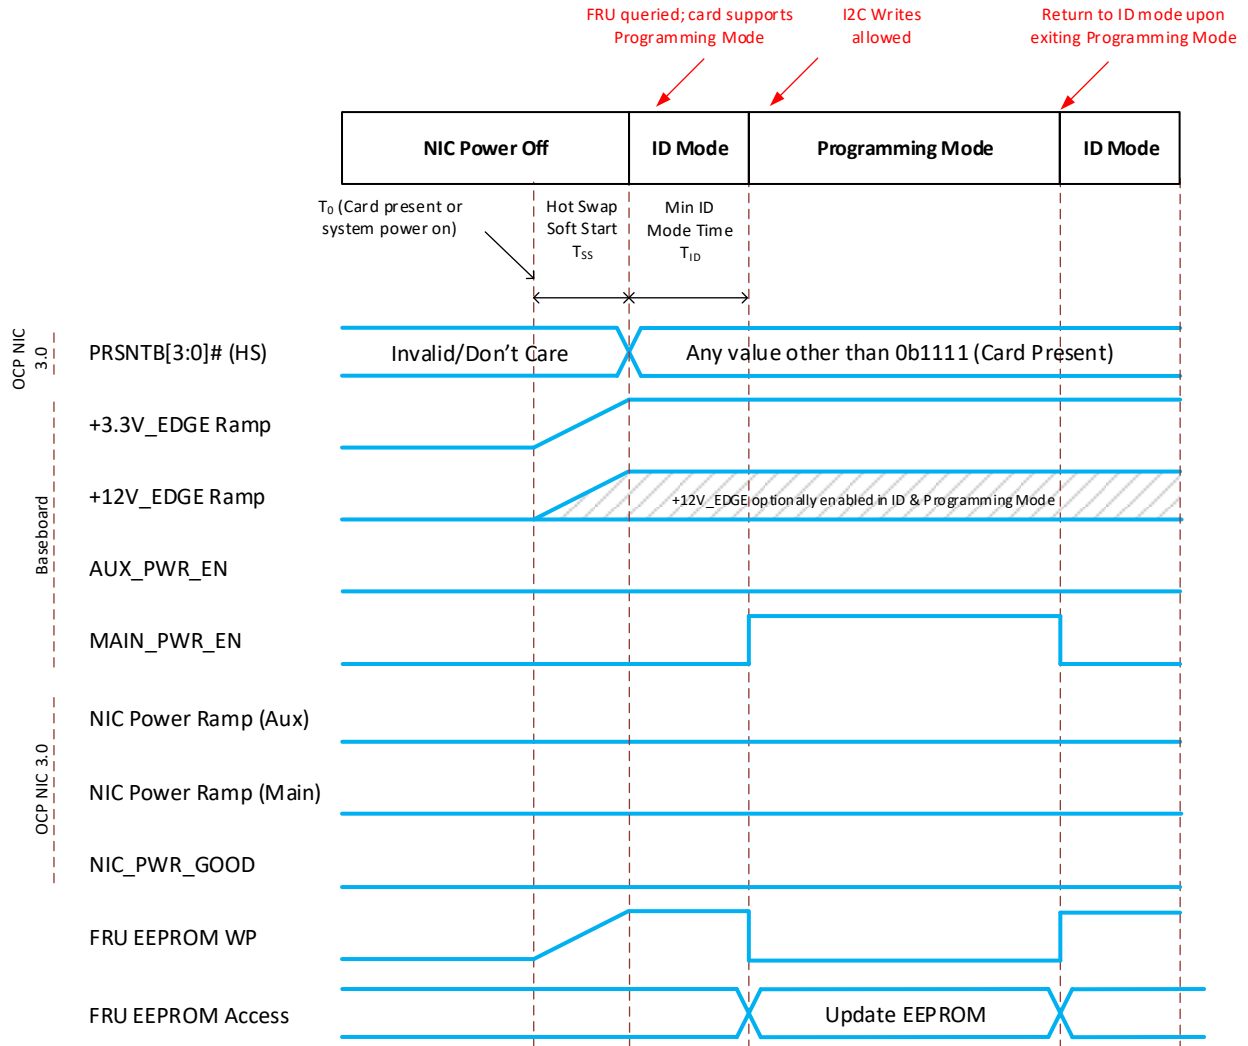 FRU queried; card supports
Programming Mode
I2C Writes
allowed
Return to ID mode upon
exiting Programming Mode
NIC Power Off
ID Mode
Programming Mode
ID Mode
T0 (Card present or
system power on)
Hot Swap
Soft Start
TSS
Min ID
Mode Time
TID
OCP NIC
3.0
PRSNTB[3:0]# (HS)
Invalid/Don't Care
Any value other than 0b1111 (Card Present)
Baseboard
+3.3V_EDGE Ramp
+12V_EDGE Ramp
+12V_EDGE optionally enabled in ID & Programming Mode
AUX_PWR_EN
MAIN_PWR_EN
OCP NIC 3.0
NIC Power Ramp (Aux)
NIC Power Ramp (Main)
NIC_PWR_GOOD
FRU EEPROM WP
FRU EEPROM Access
Update EEPROM